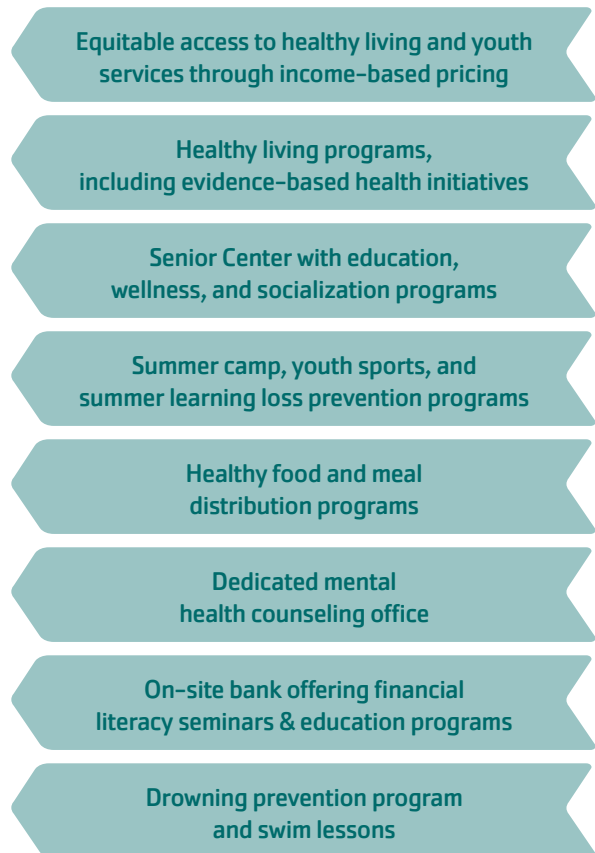 Equitable access to healthy living and youth
services through income-based pricing
Healthy living programs,
including evidence-based health initiatives
Senior Center with education,
wellness, and socialization programs
Summer camp, youth sports, and
summer learning loss prevention programs
Healthy food and meal
distribution programs
Dedicated mental
health counseling office
On-site bank offering financial
literacy seminars & education programs
Drowning prevention program
and swim lessons